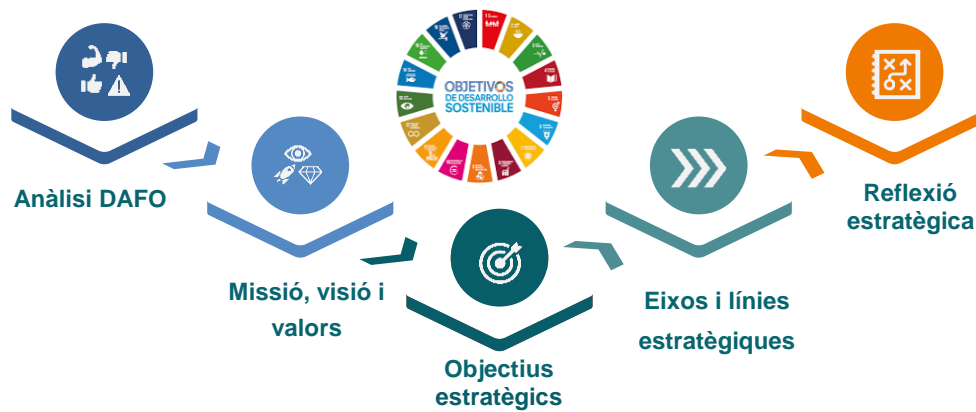 OBJETIVOS
DE DESARROLLO
SOSTENIBLE
Anàlisi DAFO
Missió, visió i
valors
Objectius
estratègics
Eixos i línies
estratègiques
Reflexió
estratègica